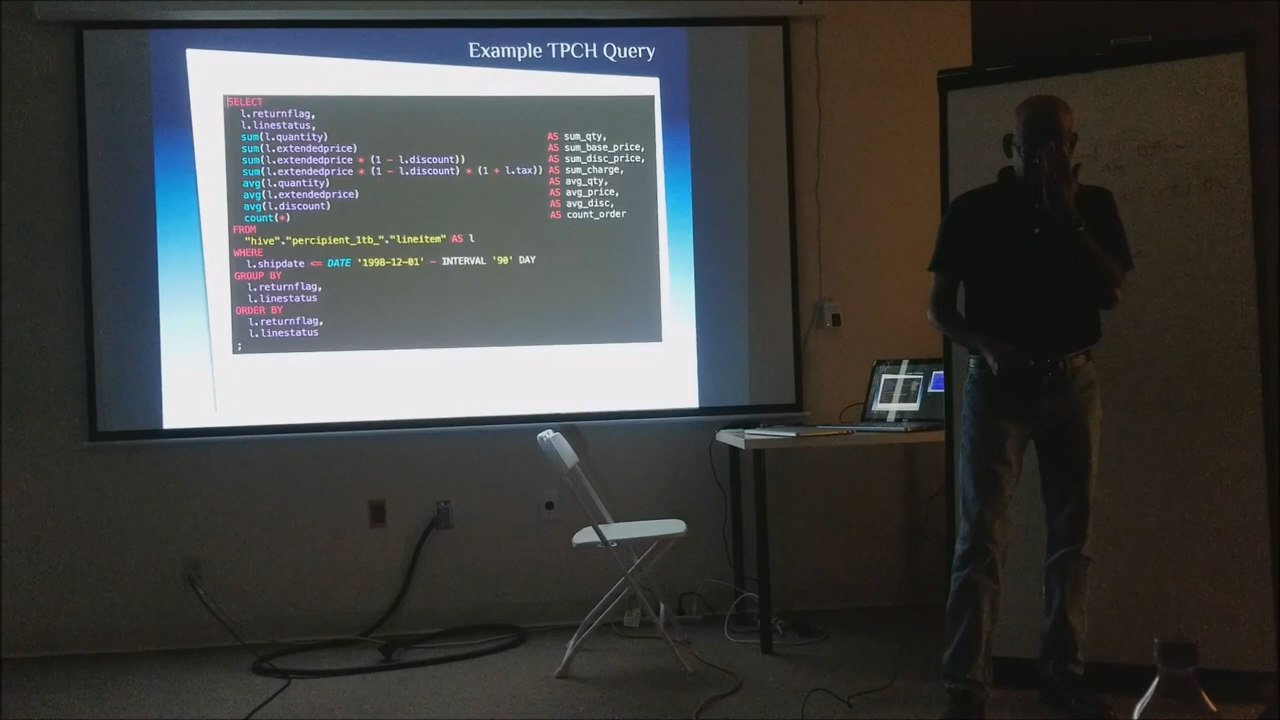 Example TPCH Query
SELECT
l.returnflag,
l.linestatus,
sum(l.quantity) AS sum_qty,
sum(l.extendedprice) AS sum_base_price,
sum(l.extendedprice * (1 - l.discount)) AS sum_disc_price,
sum(l.extendedprice * (1 - l.discount) * (1 + l.tax)) AS sum_charge,
avg(l.quantity) AS avg_qty,
avg(l.extendedprice) AS avg_price,
avg(l.discount) AS avg_disc,
count(*) AS count_order
FROM
"hive"."percipient_1tb_"."lineitem" AS l
WHERE
l.shipdate <= DATE '1998-12-01' - INTERVAL '90' DAY
GROUP BY
l.returnflag,
l.linestatus
ORDER BY
l.returnflag,
l.linestatus
;